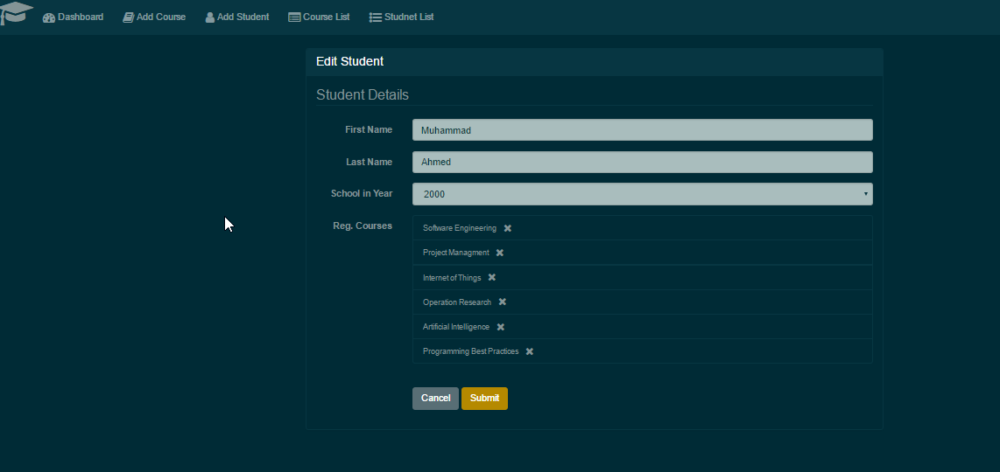 Dashboard Add Course Add Student Course List Studnet List
Edit Student
Student Details
First Name Muhammad
Last Name Ahmed
School in Year 2000
Reg. Courses Software Engineering
Project Managment
Internet of Things
Operation Research
Artificial Intelligence
Programming Best Practices
Cancel Submit